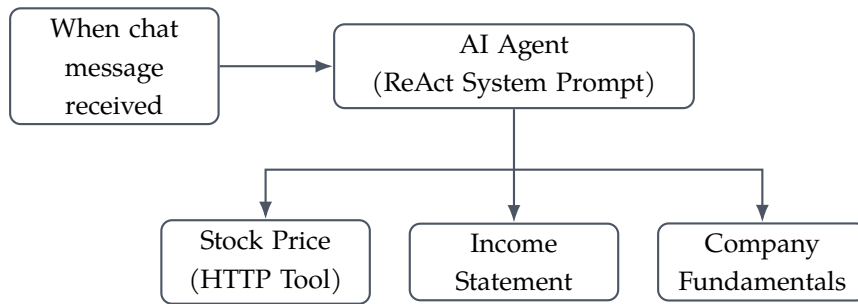 When chat
message
received
AI Agent
(ReAct System Prompt)
Stock Price
(HTTP Tool)
Income
Statement
Company
Fundamentals